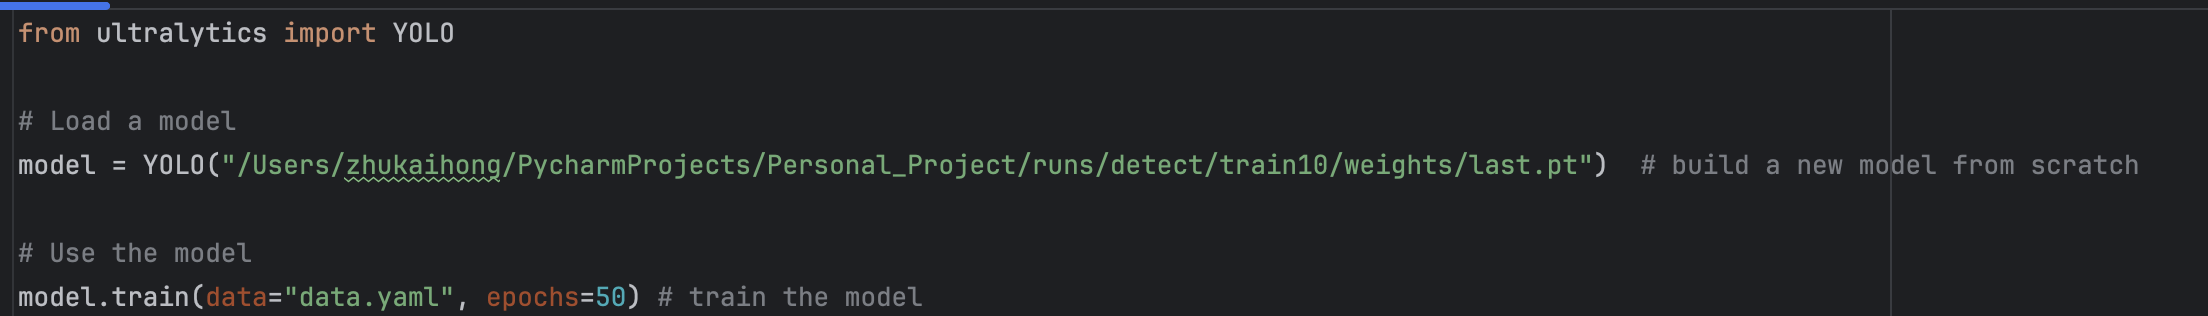 from ultralytics import YOLO
# Load a model
model = YOLO("/Users/zhukaihong/PycharmProjects/Personal_Project/runs/detect/train10/weights/last.pt")  # build a new model from scratch
# Use the model
model.train(data="data.yaml", epochs=50) # train the model